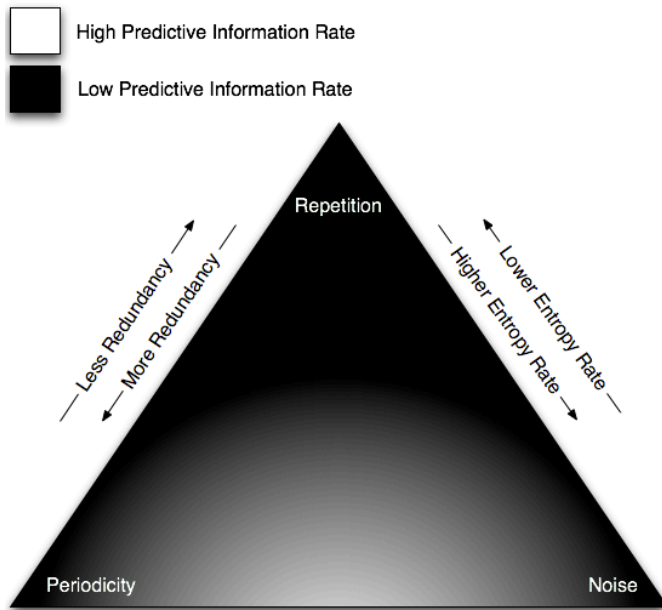 High Predictive Information Rate
Low Predictive Information Rate
Repetition
Less Redundancy
More Redundancy
Higher Entropy Rate
Lower Entropy Rate
Periodicity
Noise